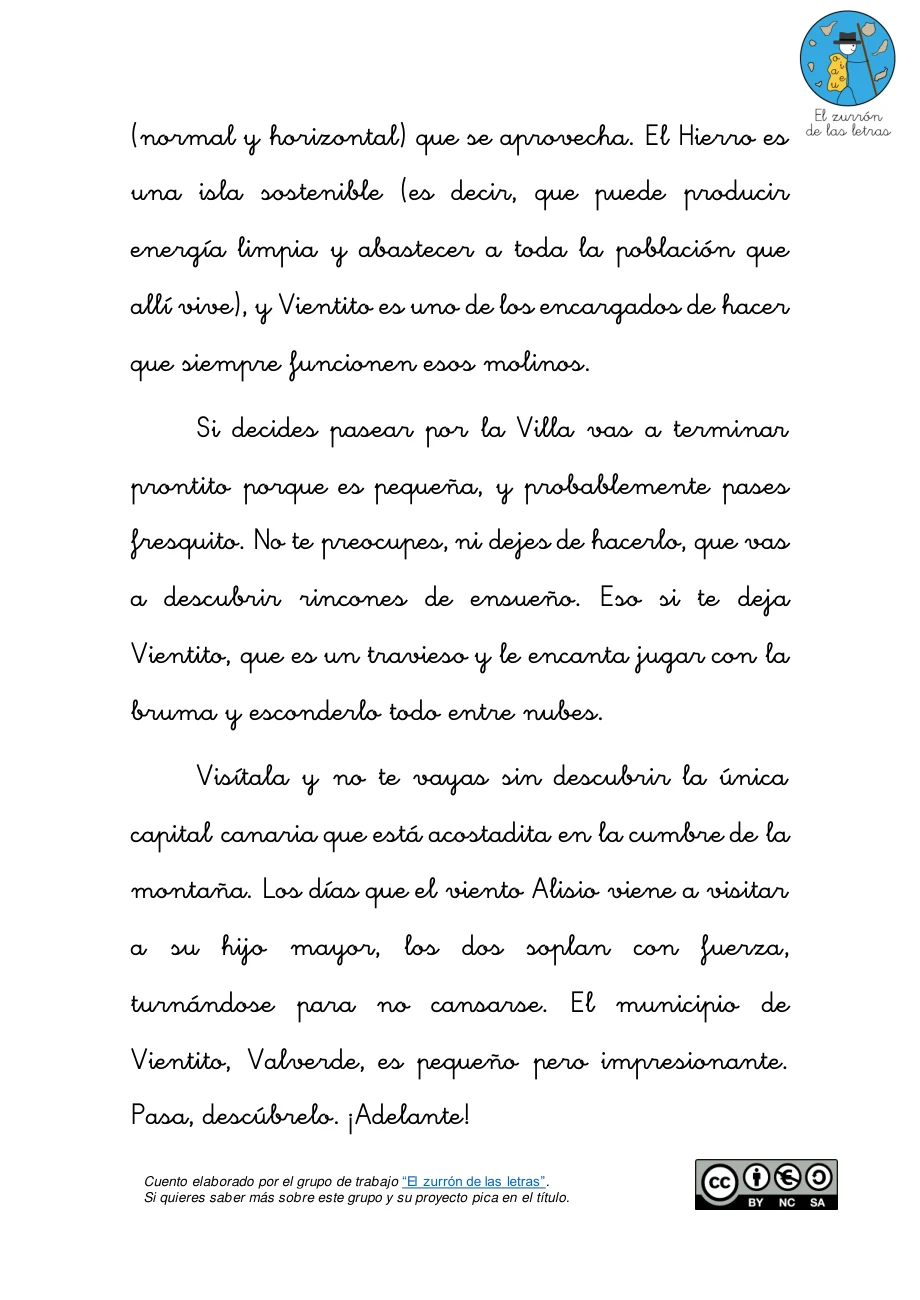 El zurrón
de las letras
(normal y horizontal) que se aprovecha. El Hierro es
una isla sostenible (es decir, que puede producir
energía limpia y abastecer a toda la población que
allí vive), y Vientito es uno de los encargados de hacer
que siempre funcionen esos molinos.
Si decides pasear por la Villa vas a terminar
prontito porque es pequeña, y probablemente pases
fresquito. No te preocupes, ni dejes de hacerlo, que vas
a descubrir rincones de ensueño. Eso si te deja
Vientito, que es un travieso y le encanta jugar con la
bruma y esconderlo todo entre nubes.
Visítala y no te vayas sin descubrir la única
capital canaria que está acostadita en la cumbre de la
montaña. Los días que el viento Alisio viene a visitar
a su hijo mayor, los dos soplan con fuerza,
turnándose para no cansarse. El municipio de
Vientito, Valverde, es pequeño pero impresionante.
Pasa, descúbrelo. ¡Adelante!
Cuento elaborado por el grupo de trabajo “El zurrón de las letras”.
Si quieres saber más sobre este grupo y su proyecto pica en el título.
cc
BY NC SA